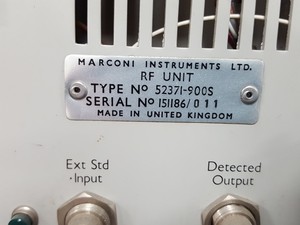 MARCONI INSTRUMENTS LTD.
RF UNIT
TYPE Nº 52371-900S
SERIAL Nº 151186/011
MADE IN UNITED KINGDOM
Ext Std
Input
Detected
Output